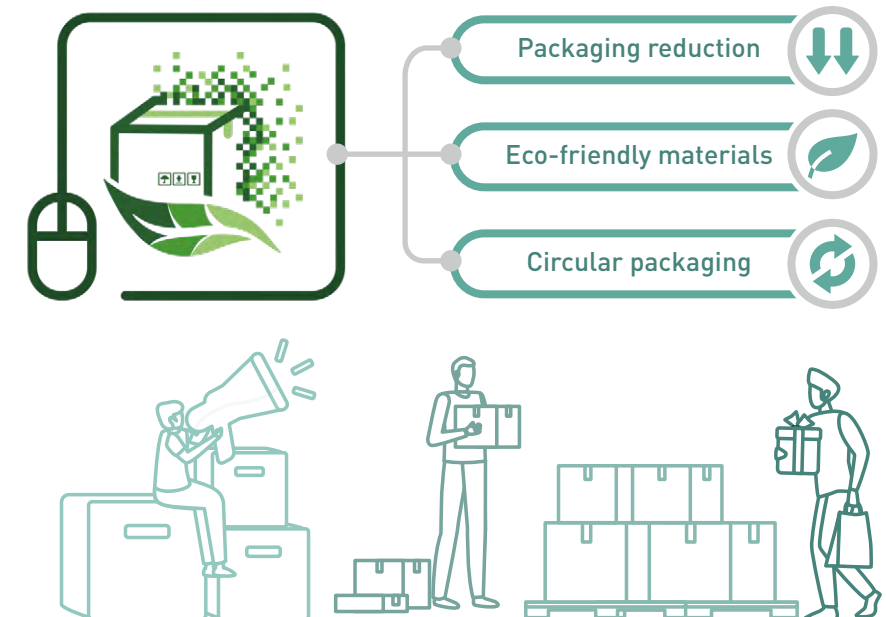 Packaging reduction
Eco-friendly materials
Circular packaging